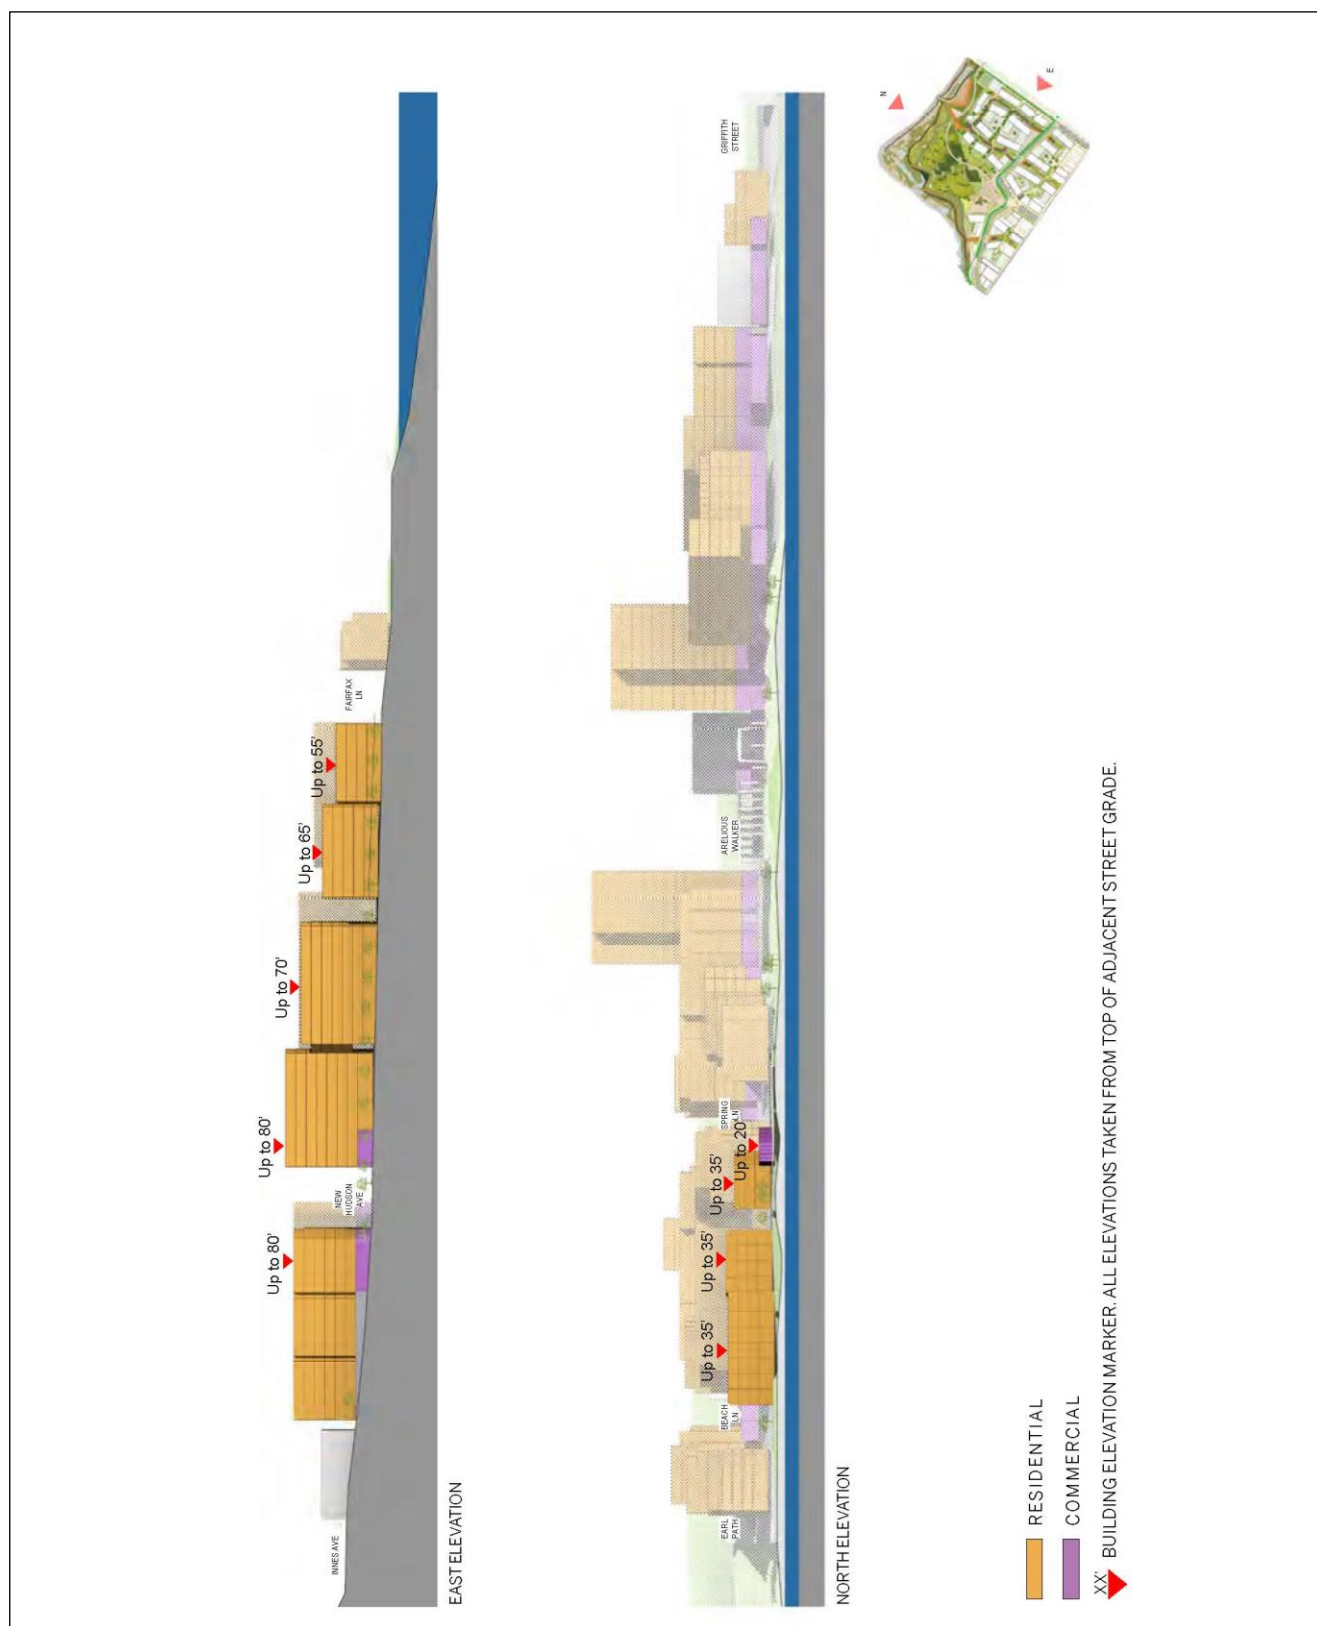 INNES AVE
Up to 80'
NEW
HUDSON
AVE
Up to 80'
Up to 70'
Up to 65'
Up to 55'
FAIRFAX
LN
EAST ELEVATION
EARL
PATH
BEACH
LN
Up to 35'
Up to 35'
Up to 35'
Up to 20'
SPRING
LN
ARELIOUS
WALKER
GRIFFITH
STREET
NORTH ELEVATION
N
E
RESIDENTIAL
COMMERCIAL
XX' BUILDING ELEVATION MARKER. ALL ELEVATIONS TAKEN FROM TOP OF ADJACENT STREET GRADE.